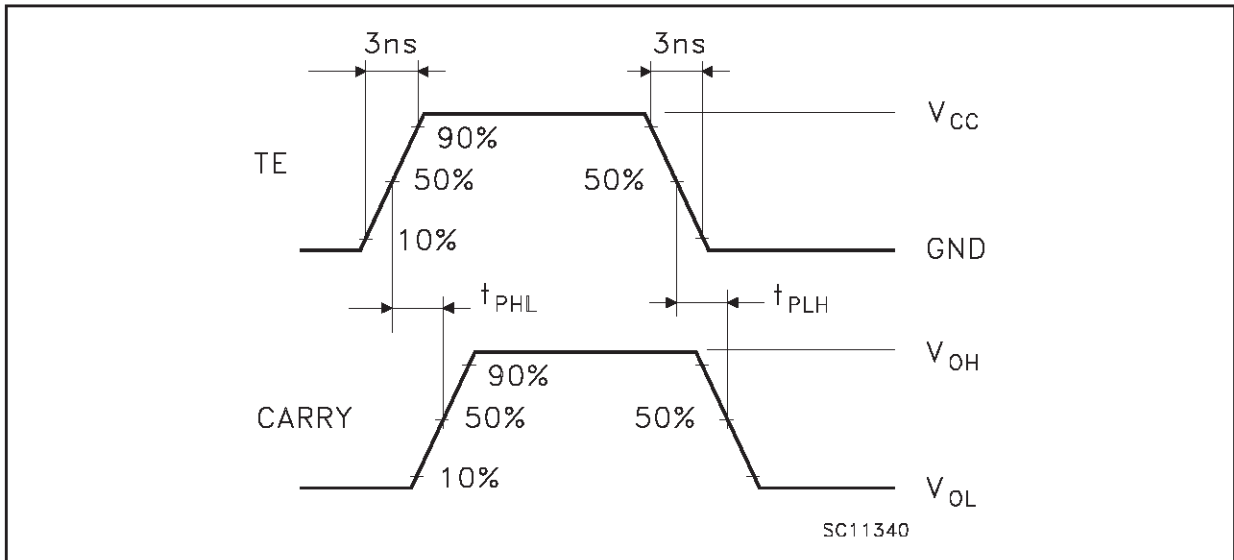 3ns 3ns
V_CC
90%
TE 50% 50%
10% GND
t_PHL t_PLH
V_OH
90%
CARRY 50% 50%
10% V_OL
SC11340